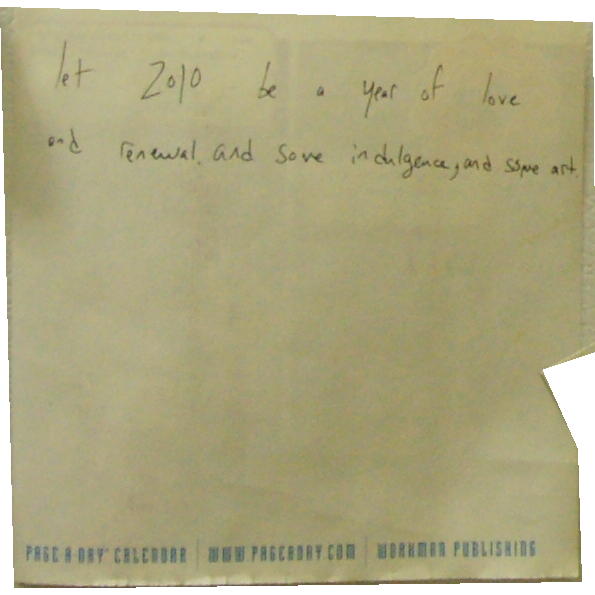 let 2010 be a year of love
and renewal. and some indulgence, and some art.
PAGE-A-DAY® CALENDAR | WWW.PAGEADAY.COM | WORKMAN PUBLISHING